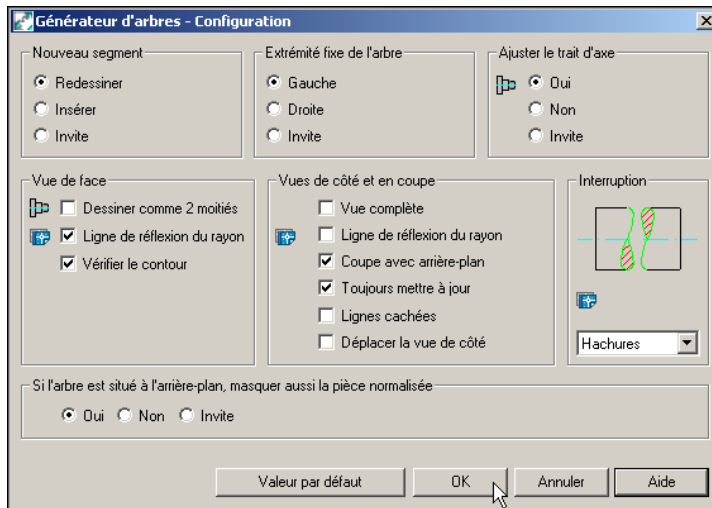 Générateur d'arbres - Configuration
Nouveau segment
Redessiner
Insérer
Invite
Extrémité fixe de l'arbre
Gauche
Droite
Invite
Ajuster le trait d'axe
Oui
Non
Invite
Vue de face
Dessiner comme 2 moitiés
Ligne de réflexion du rayon
Vérifier le contour
Vues de côté et en coupe
Vue complète
Ligne de réflexion du rayon
Coupe avec arrière-plan
Toujours mettre à jour
Lignes cachées
Déplacer la vue de côté
Interruption
Hachures
Si l'arbre est situé à l'arrière-plan, masquer aussi la pièce normalisée
Oui Non Invite
Valeur par défaut OK Annuler Aide